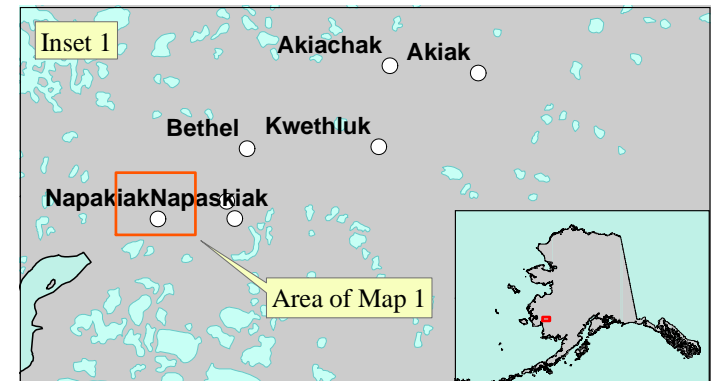 Inset 1
Akiachak
Akiak
Bethel
Kwethluk
NapakiakNapaskiak
Area of Map 1